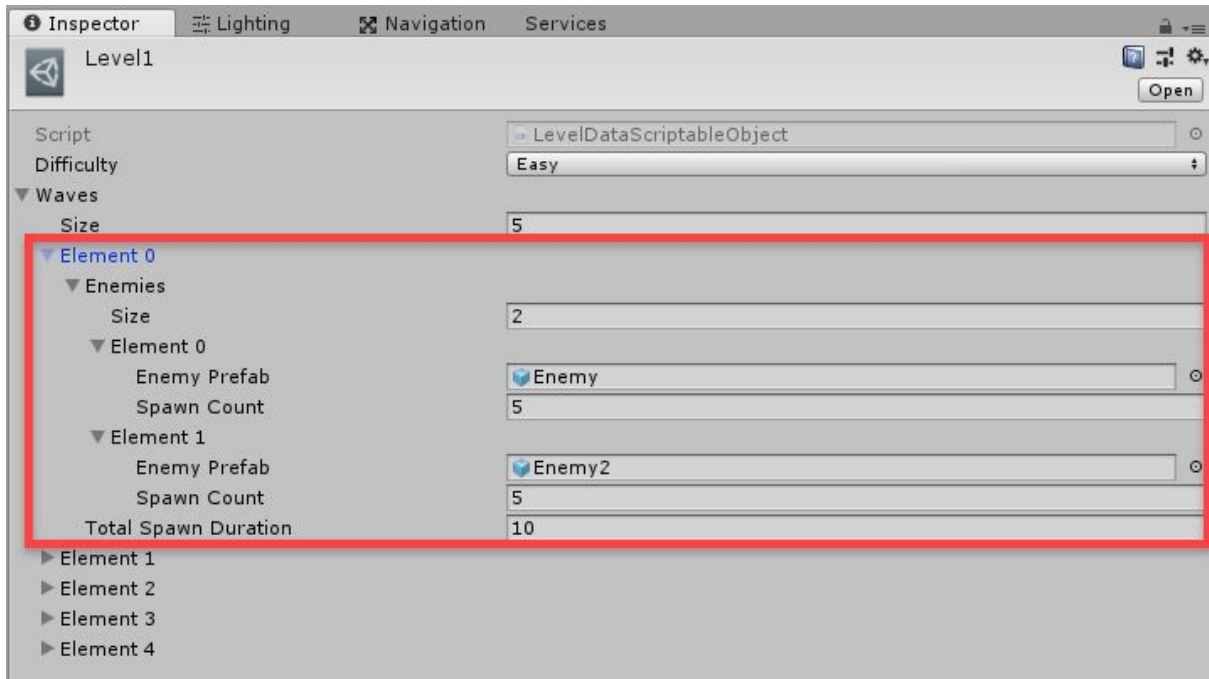 Inspector Lighting Navigation Services
Level1
Open
Script LevelDataScriptableObject
Difficulty Easy
Waves
Size 5
Element 0
Enemies
Size 2
Element 0
Enemy Prefab Enemy
Spawn Count 5
Element 1
Enemy Prefab Enemy2
Spawn Count 5
Total Spawn Duration 10
Element 1
Element 2
Element 3
Element 4